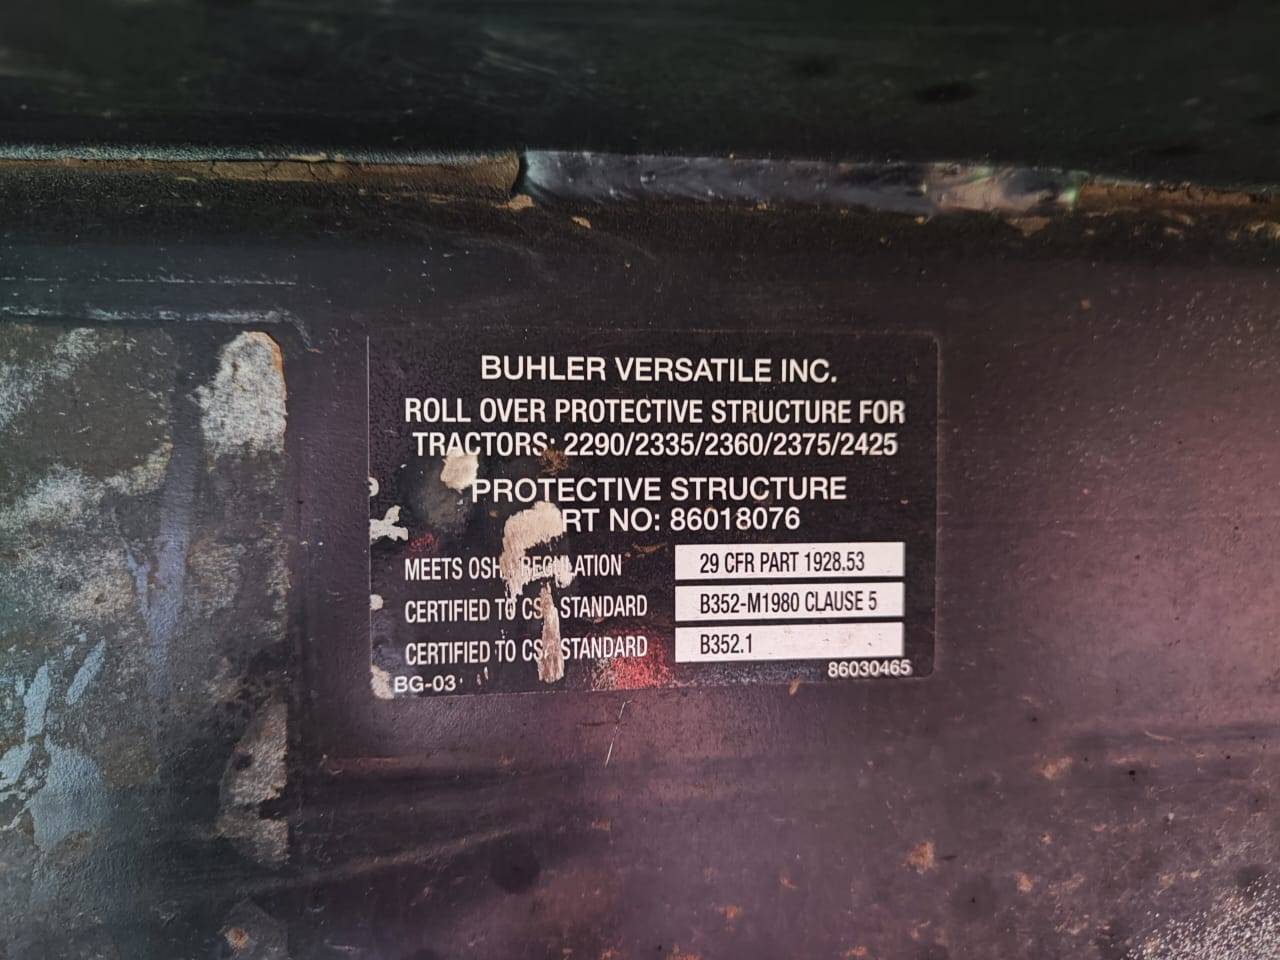 BUHLER VERSATILE INC.
ROLL OVER PROTECTIVE STRUCTURE FOR
TRACTORS: 2290/2335/2360/2375/2425
PROTECTIVE STRUCTURE
RT NO: 86018076
MEETS OSH REGULATION 29 CFR PART 1928.53
CERTIFIED TO CS STANDARD B352-M1980 CLAUSE 5
CERTIFIED TO CS STANDARD B352.1
BG-03 86030465